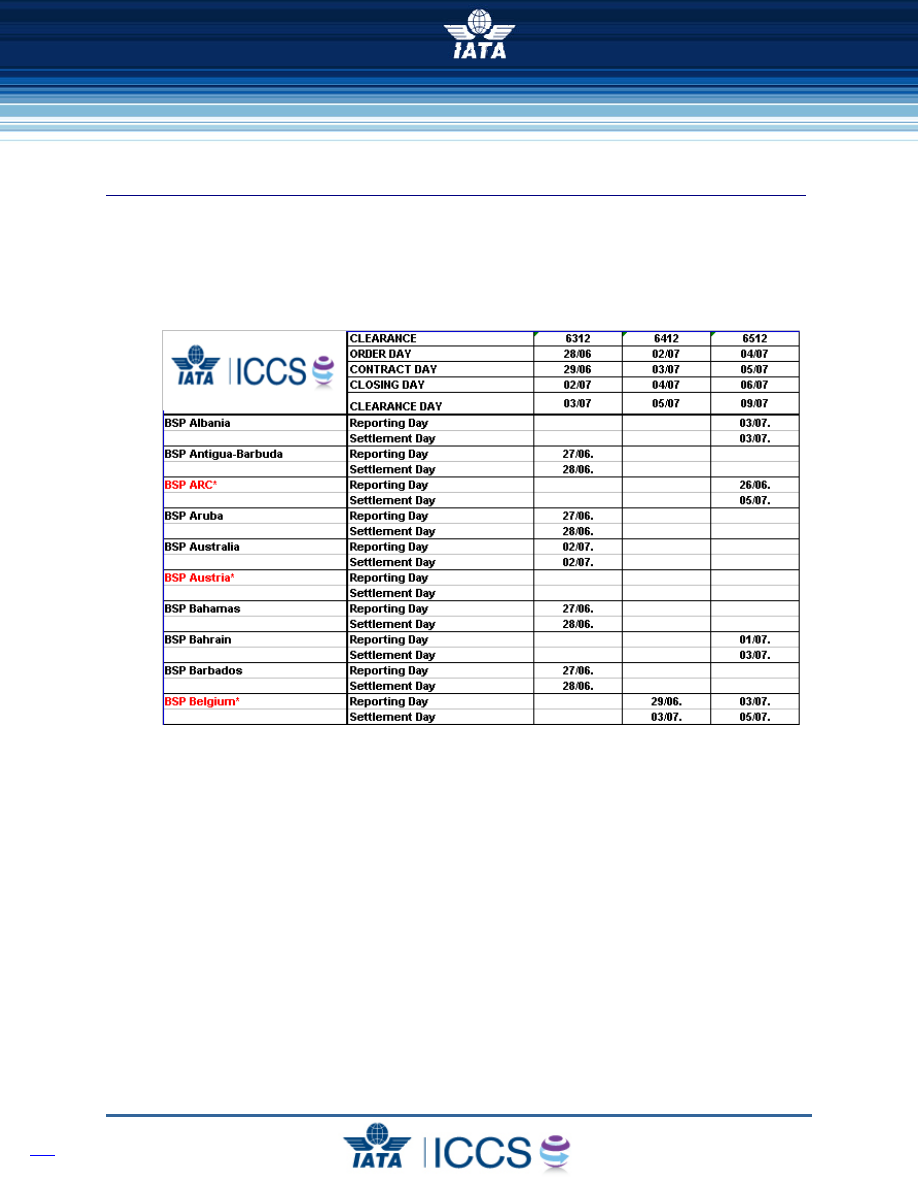 IATA
IATA ICCS
CLEARANCE 6312 6412 6512
ORDER DAY 28/06 02/07 04/07
CONTRACT DAY 29/06 03/07 05/07
CLOSING DAY 02/07 04/07 06/07
CLEARANCE DAY 03/07 05/07 09/07
BSP Albania Reporting Day 03/07.
Settlement Day 03/07.
BSP Antigua-Barbuda Reporting Day 27/06.
Settlement Day 28/06.
BSP ARC* Reporting Day 26/06.
Settlement Day 05/07.
BSP Aruba Reporting Day 27/06.
Settlement Day 28/06.
BSP Australia Reporting Day 02/07.
Settlement Day 02/07.
BSP Austria* Reporting Day
Settlement Day
BSP Bahamas Reporting Day 27/06.
Settlement Day 28/06.
BSP Bahrain Reporting Day 01/07.
Settlement Day 03/07.
BSP Barbados Reporting Day 27/06.
Settlement Day 28/06.
BSP Belgium* Reporting Day 29/06. 03/07.
Settlement Day 03/07. 05/07.
IATA ICCS